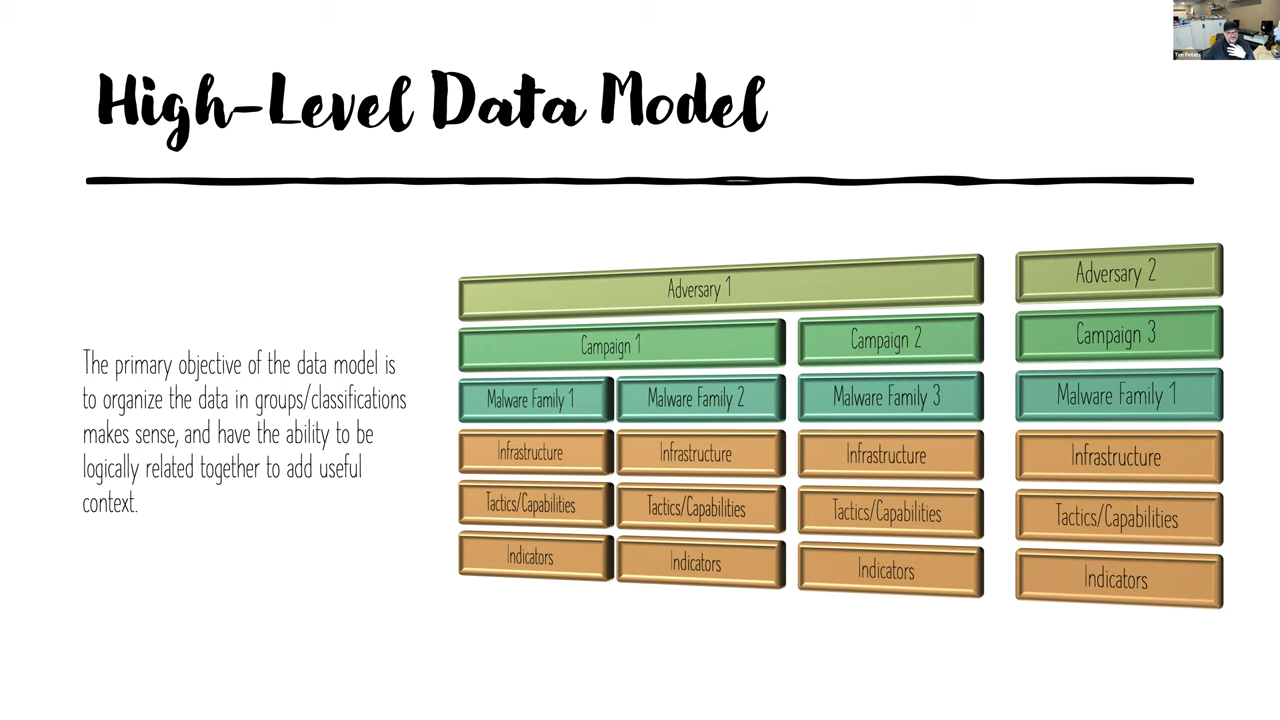 High-Level Data Model
Tim Peters
The primary objective of the data model is
to organize the data in groups/classifications
makes sense, and have the ability to be
logically related together to add useful
context.
Adversary 1
Adversary 2
Campaign 1
Campaign 2
Campaign 3
Malware Family 1
Malware Family 2
Malware Family 3
Malware Family 1
Infrastructure
Infrastructure
Infrastructure
Infrastructure
Tactics/Capabilities
Tactics/Capabilities
Tactics/Capabilities
Tactics/Capabilities
Indicators
Indicators
Indicators
Indicators